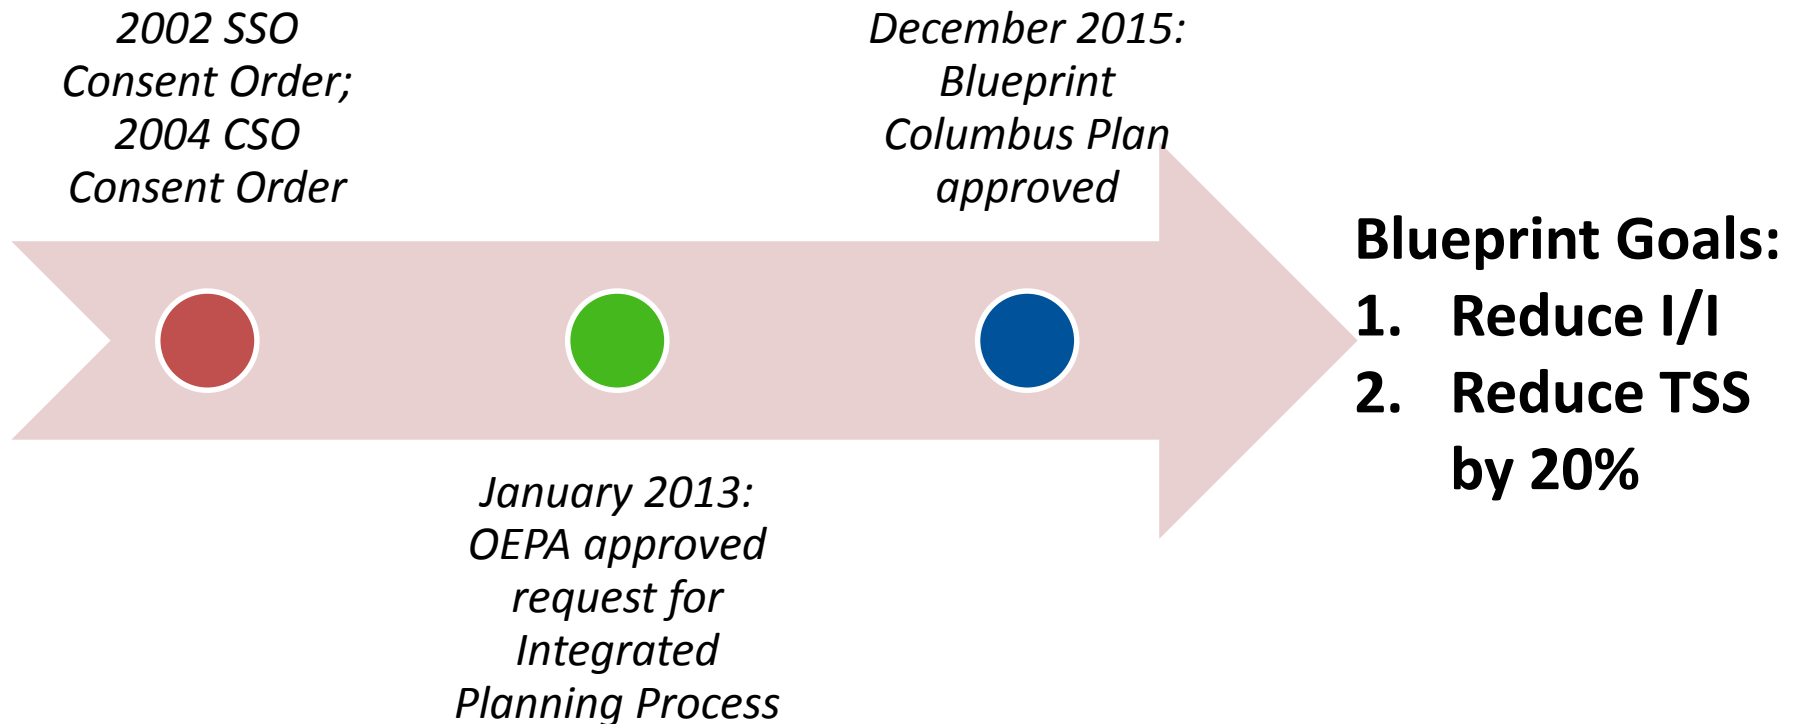 2002 SSO
Consent Order;
2004 CSO
Consent Order
January 2013:
OEPA approved
request for
Integrated
Planning Process
December 2015:
Blueprint
Columbus Plan
approved
Blueprint Goals:
1. Reduce I/I
2. Reduce TSS
by 20%